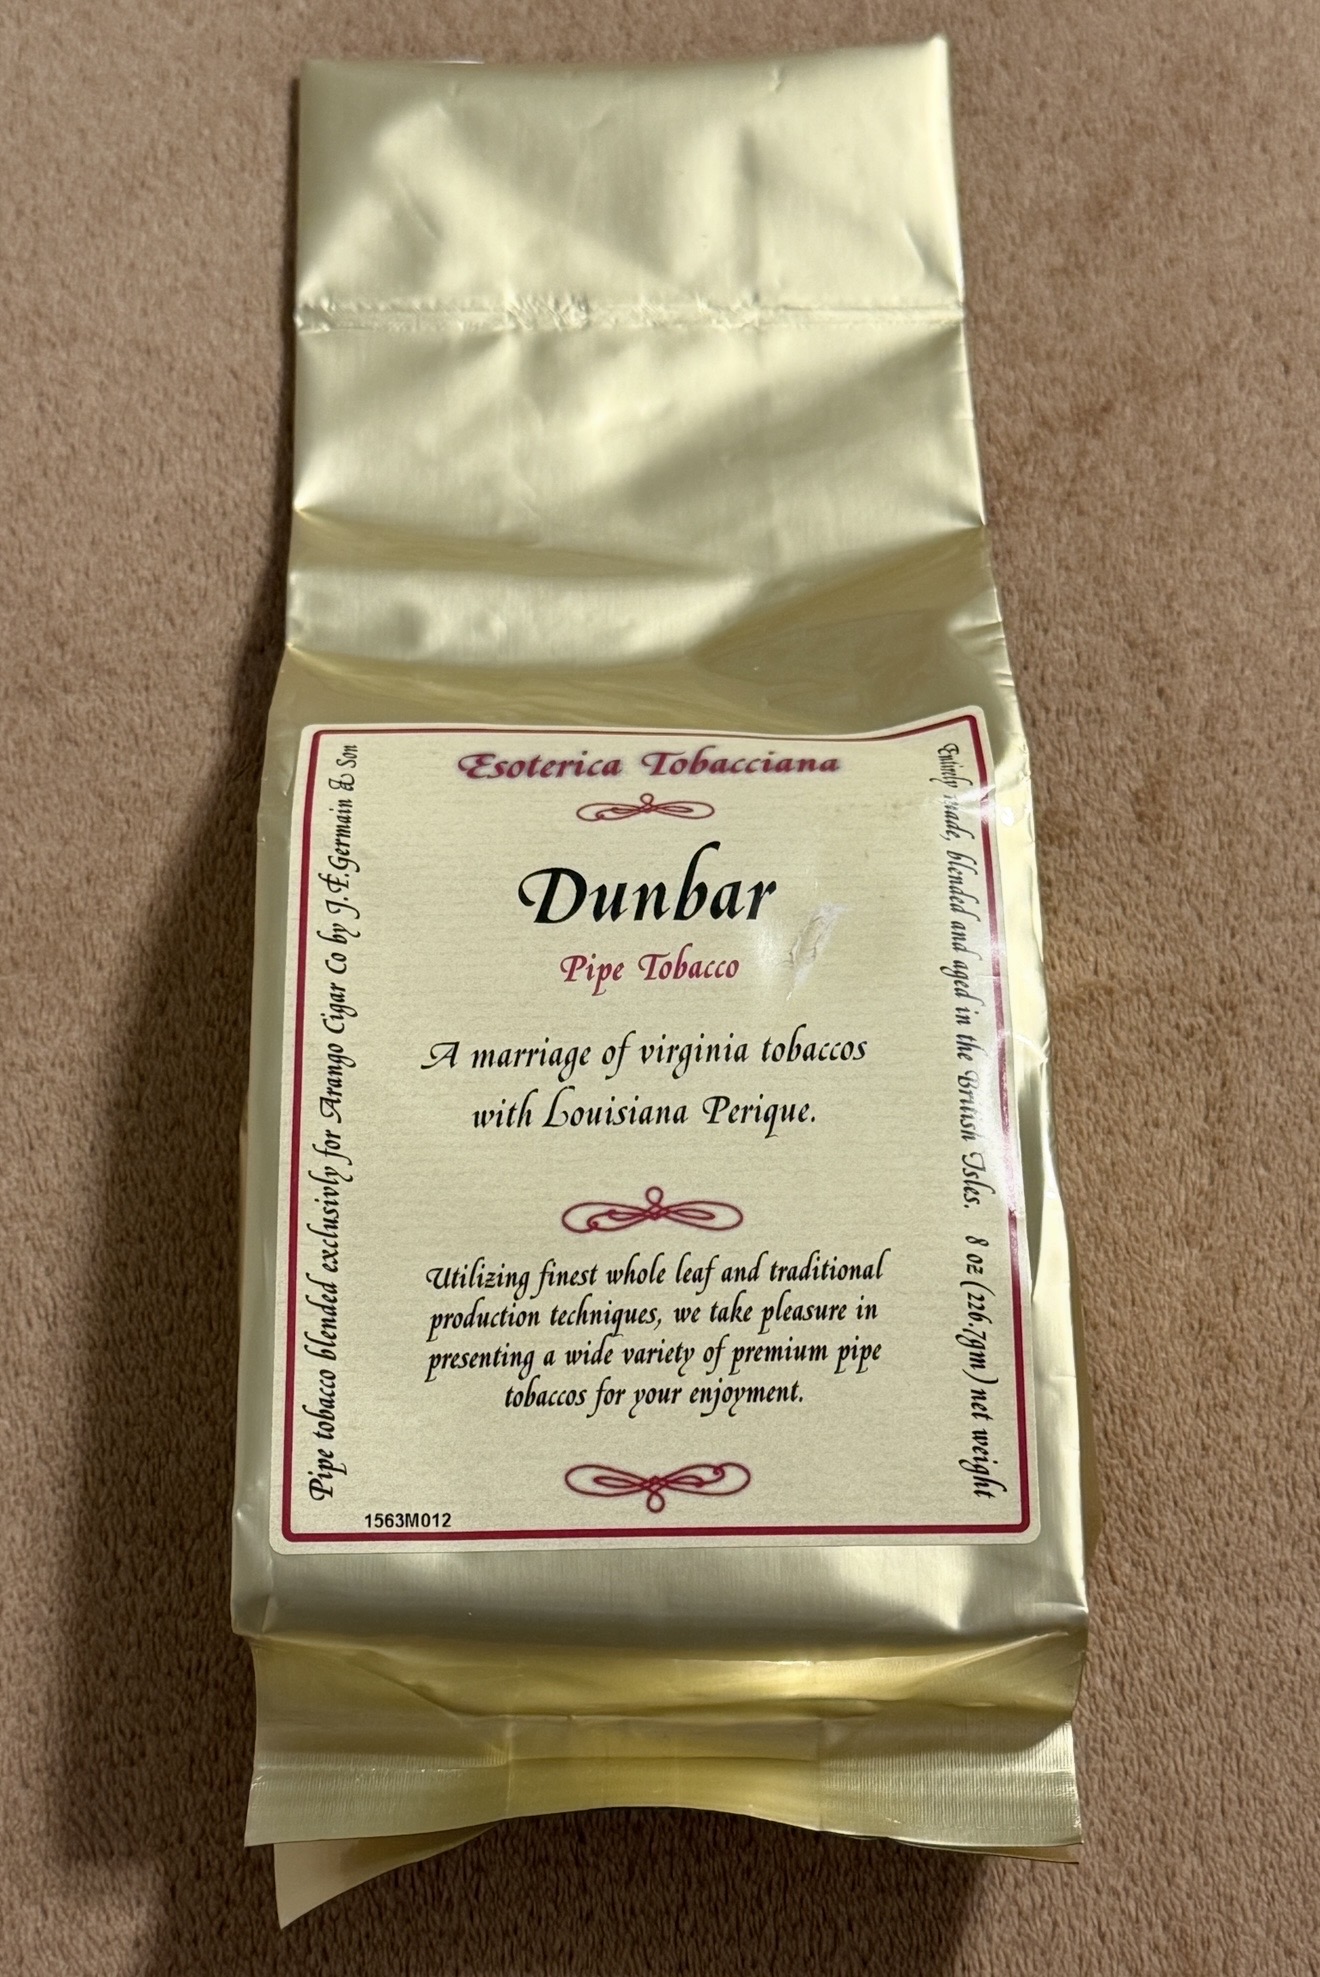 Esoterica Tobacciana
Dunbar
Pipe Tobacco
A marriage of virginia tobaccos
with Louisiana Perique.
Utilizing finest whole leaf and traditional
production techniques, we take pleasure in
presenting a wide variety of premium pipe
tobaccos for your enjoyment.
Pipe tobacco blended exclusivly for Arango Cigar Co by J.F.Germain & Son
Entirely made, blended and aged in the British Isles. 8 oz (226.7gm) net weight
1563M012